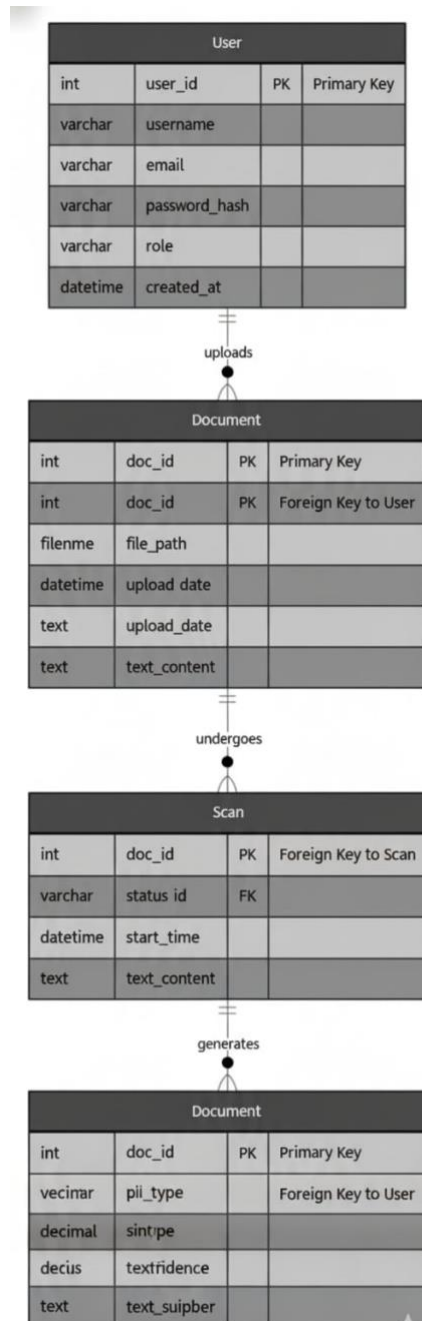 User
int user_id PK Primary Key
varchar username
varchar email
varchar password_hash
varchar role
datetime created_at
uploads
Document
int doc_id PK Primary Key
int doc_id PK Foreign Key to User
filenme file_path
datetime upload date
text upload_date
text text_content
undergoes
Scan
int doc_id PK Foreign Key to Scan
varchar status id FK
datetime start_time
text text_content
generates
Document
int doc_id PK Primary Key
pii_type Foreign Key to User
decimal
decius textfidence
text text_suipber